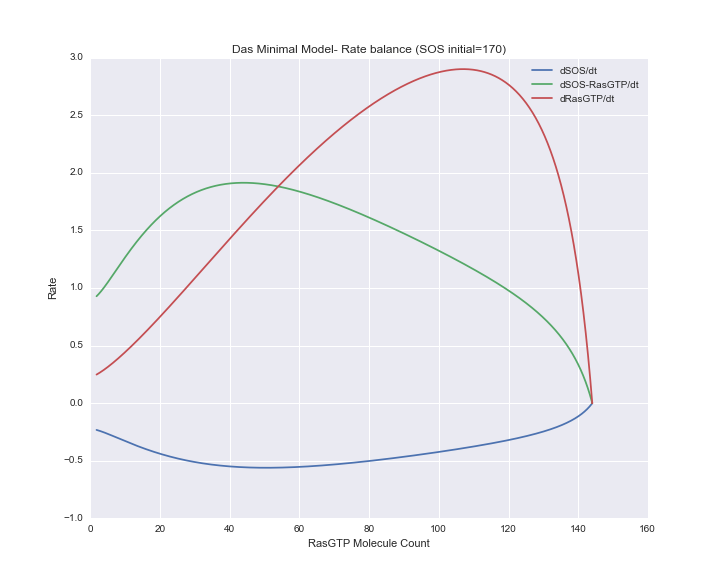 Das Minimal Model- Rate balance (SOS initial=170)
dSOS/dt
dSOS-RasGTP/dt
dRasGTP/dt
3.0
2.5
2.0
1.5
1.0
0.5
0.0
−0.5
−1.0
Rate
0 20 40 60 80 100 120 140 160
RasGTP Molecule Count